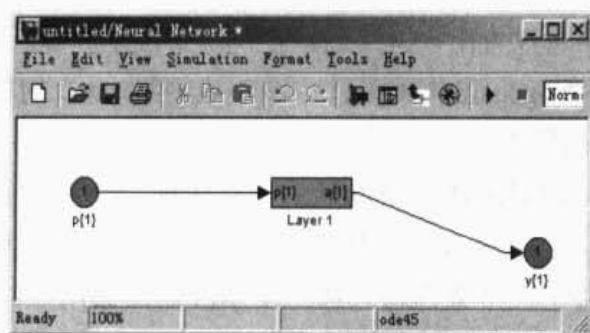 untitled/Neural Network *
File Edit View Simulation Format Tools Help
Norm
1
p{1}
p{1} a{1}
Layer 1
1
y{1}
Ready 100% ode45